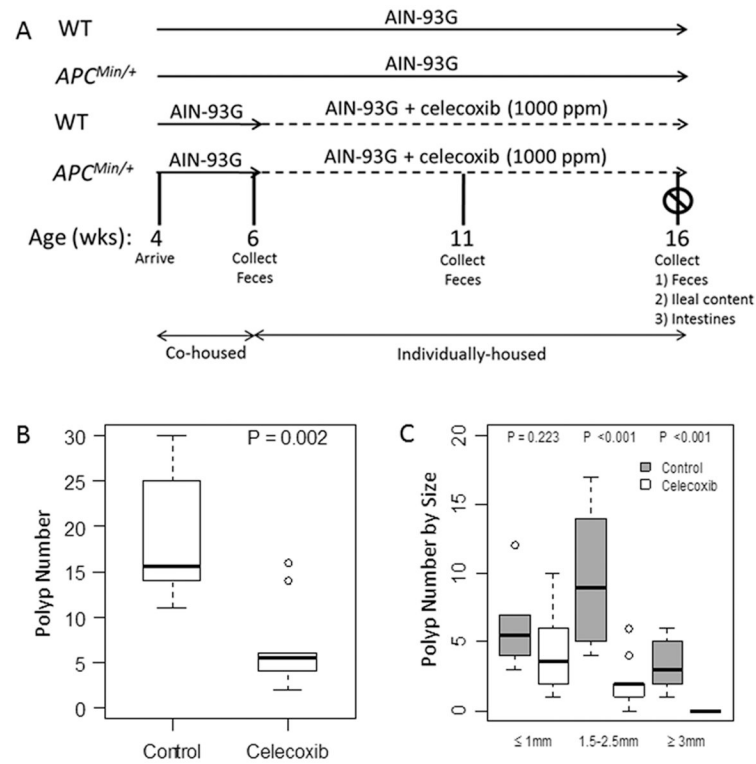 A
WT
AIN-93G
APC^Min/+
AIN-93G
WT
AIN-93G
AIN-93G + celecoxib (1000 ppm)
APC^Min/+
AIN-93G
AIN-93G + celecoxib (1000 ppm)
Age (wks): 4 6 11 16
Arrive
Collect
Feces
Collect
Feces
Collect
1) Feces
2) Ileal content
3) Intestines
Co-housed
Individually-housed
B
P = 0.002
Polyp Number
30
25
20
15
10
5
0
Control
Celecoxib
C
P = 0.223 P <0.001 P <0.001
Control
Celecoxib
Polyp Number by Size
20
15
10
5
0
≤ 1mm
1.5-2.5mm
≥ 3mm